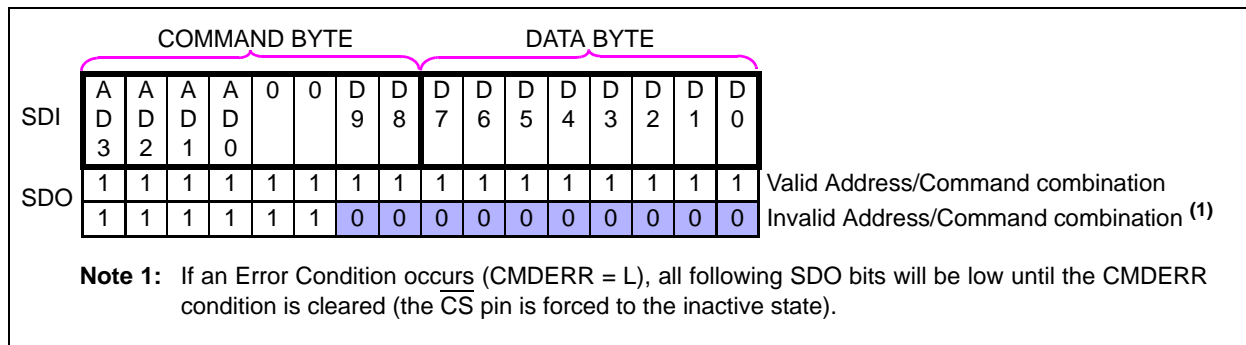 COMMAND BYTE DATA BYTE
SDI
A A A A 0 0 D D D D D D D D D D
D D D D 9 8 7 6 5 4 3 2 1 0
3 2 1 0
SDO
1 1 1 1 1 1 1 1 1 1 1 1 1 1 1 1 Valid Address/Command combination
1 1 1 1 1 1 0 0 0 0 0 0 0 0 0 0 Invalid Address/Command combination (1)
Note 1: If an Error Condition occurs (CMDERR = L), all following SDO bits will be low until the CMDERR
condition is cleared (the CS pin is forced to the inactive state).